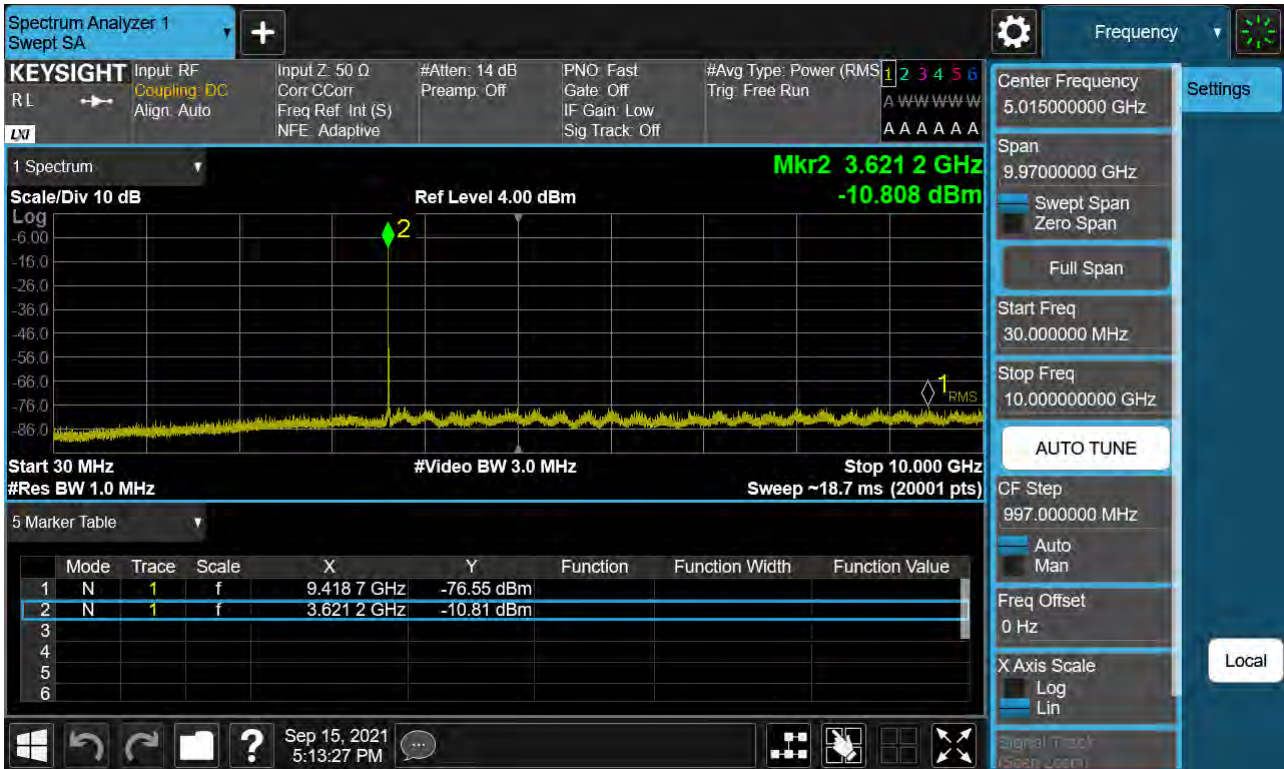 Spectrum Analyzer 1
Swept SA
+
Frequency
KEYSIGHT
RL
LXI
Input: RF
Coupling: DC
Align: Auto
Input Z: 50 Ω
Corr CCorr
Freq Ref: Int (S)
NFE: Adaptive
#Atten: 14 dB
Preamp: Off
PNO: Fast
Gate: Off
IF Gain: Low
Sig Track: Off
#Avg Type: Power (RMS
Trig: Free Run
1 2 3 4 5 6
A W W W W W
A A A A A A
1 Spectrum
Mkr2 3.621 2 GHz
-10.808 dBm
Scale/Div 10 dB
Ref Level 4.00 dBm
Log
-6.00
-16.0
-26.0
-36.0
-46.0
-56.0
-66.0
-76.0
-86.0
2
1
RMS
Start 30 MHz
#Video BW 3.0 MHz
Stop 10.000 GHz
#Res BW 1.0 MHz
Sweep ~18.7 ms (20001 pts)
5 Marker Table
Mode Trace Scale X Y Function Function Width Function Value
1 N 1 f 9.418 7 GHz -76.55 dBm
2 N 1 f 3.621 2 GHz -10.81 dBm
3
4
5
6
?
Sep 15, 2021
5:13:27 PM
Center Frequency
5.015000000 GHz
Span
9.97000000 GHz
Swept Span
Zero Span
Full Span
Start Freq
30.000000 MHz
Stop Freq
10.000000000 GHz
AUTO TUNE
CF Step
997.000000 MHz
Auto
Man
Freq Offset
0 Hz
X Axis Scale
Log
Lin
Signal Track
(Span Zoom)
Settings
Local